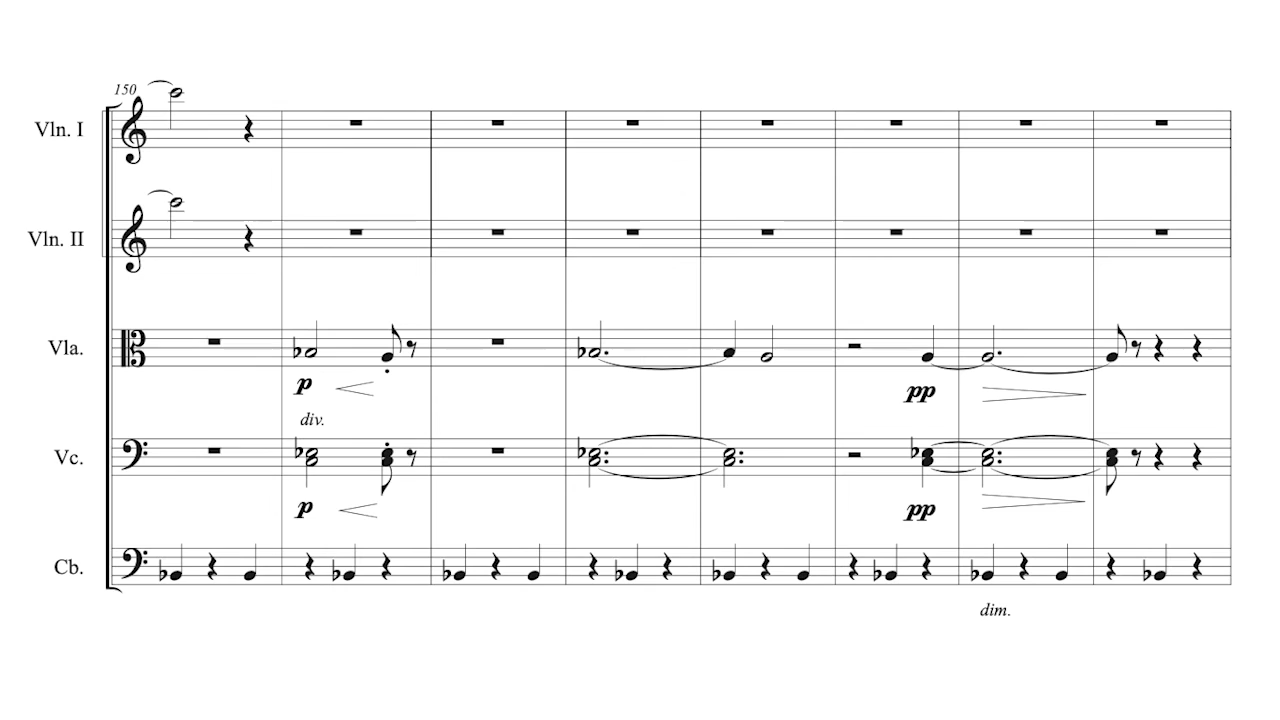 150
Vln. I
Vln. II
Vla.
p
pp
div.
Vc.
p
pp
Cb.
dim.